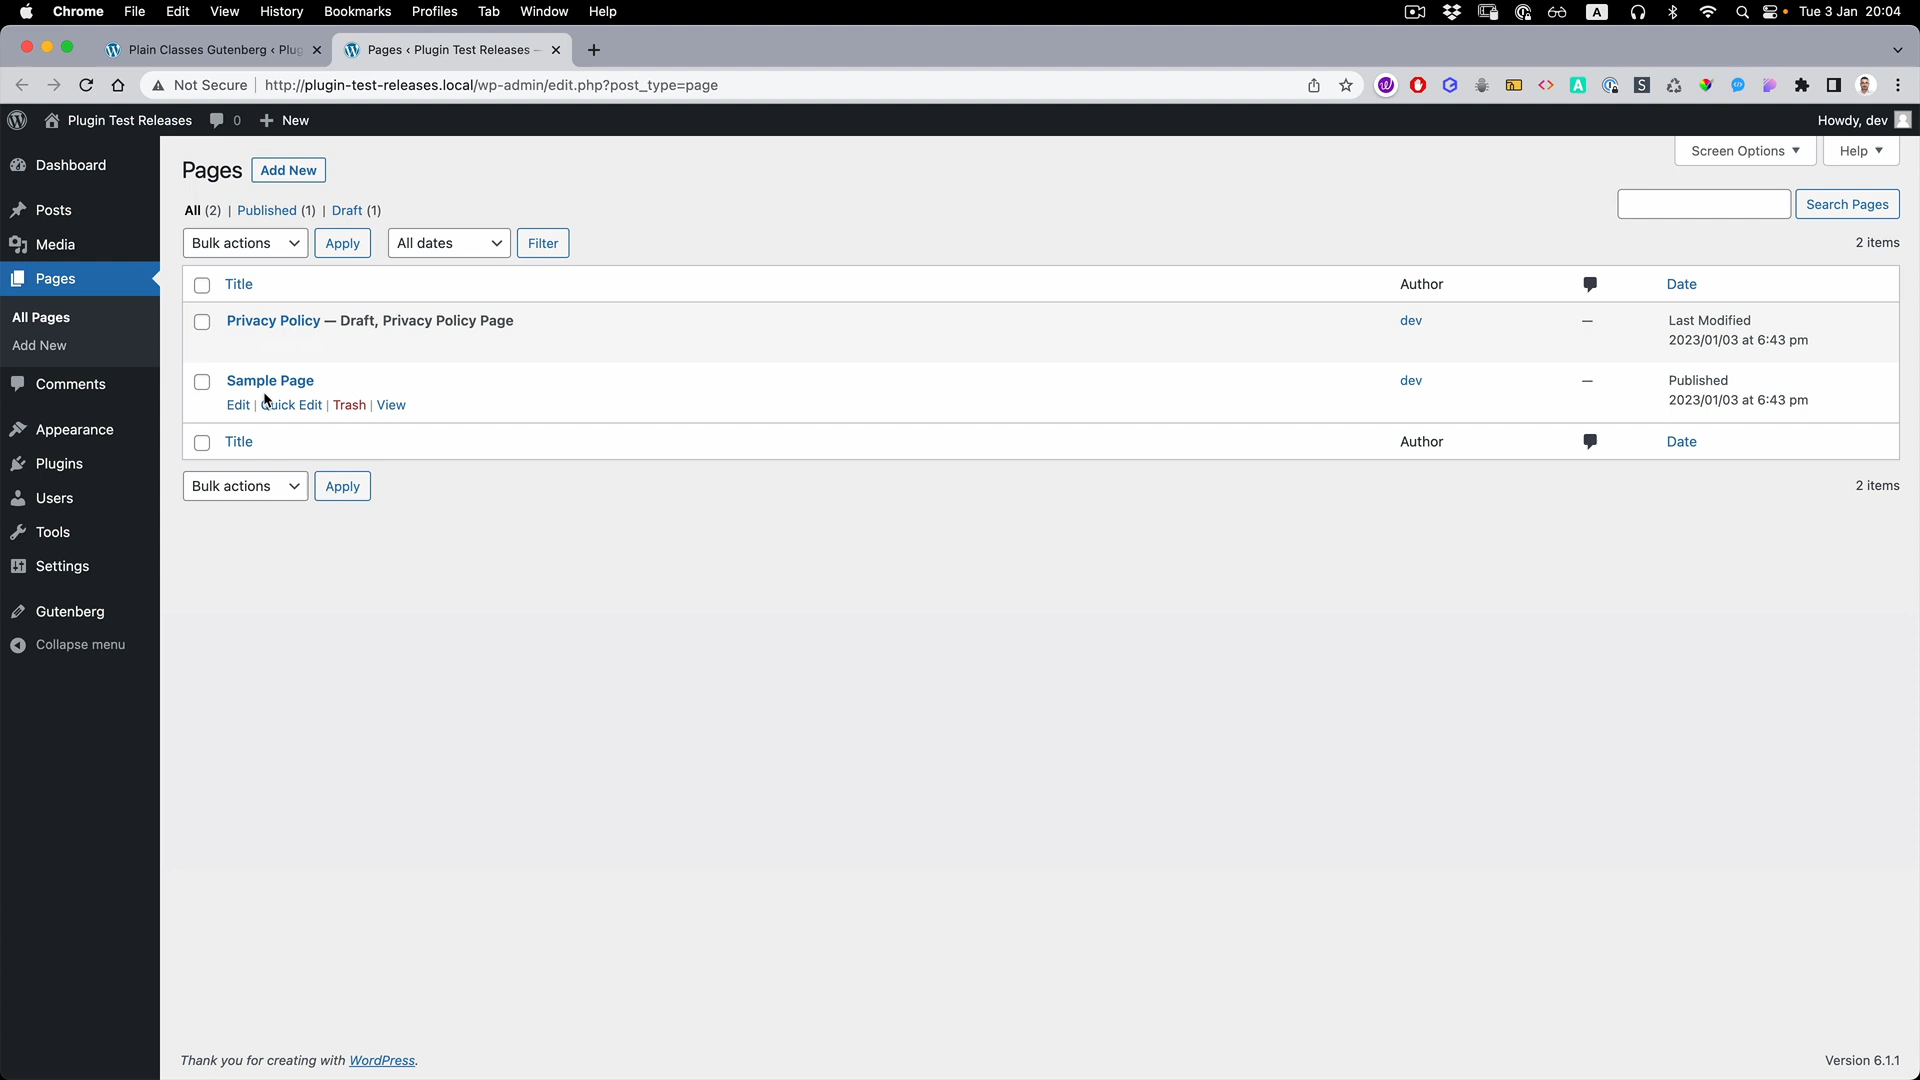 Chrome File Edit View History Bookmarks Profiles Tab Window Help A Tue 3 Jan 20:04
Plain Classes Gutenberg ‹ Plug Pages ‹ Plugin Test Releases —
Not Secure http://plugin-test-releases.local/wp-admin/edit.php?post_type=page
Plugin Test Releases 0 New Howdy, dev
Dashboard
Posts
Media
Pages
All Pages
Add New
Comments
Appearance
Plugins
Users
Tools
Settings
Gutenberg
Collapse menu
Screen Options Help
Pages Add New
All (2) | Published (1) | Draft (1)
Search Pages
Bulk actions Apply All dates Filter 2 items
Title Author Date
Privacy Policy — Draft, Privacy Policy Page dev — Last Modified
2023/01/03 at 6:43 pm
Sample Page dev — Published
2023/01/03 at 6:43 pm
Edit | Quick Edit | Trash | View
Title Author Date
Bulk actions Apply 2 items
Thank you for creating with WordPress. Version 6.1.1